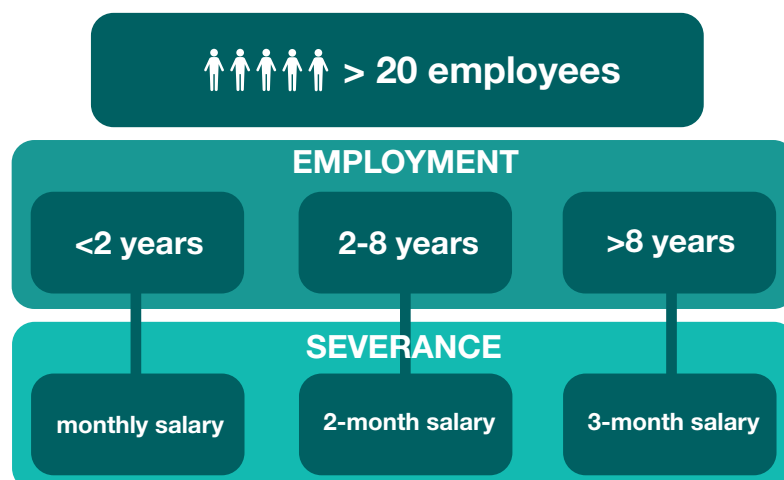 > 20 employees
EMPLOYMENT
<2 years
2-8 years
>8 years
SEVERANCE
monthly salary
2-month salary
3-month salary